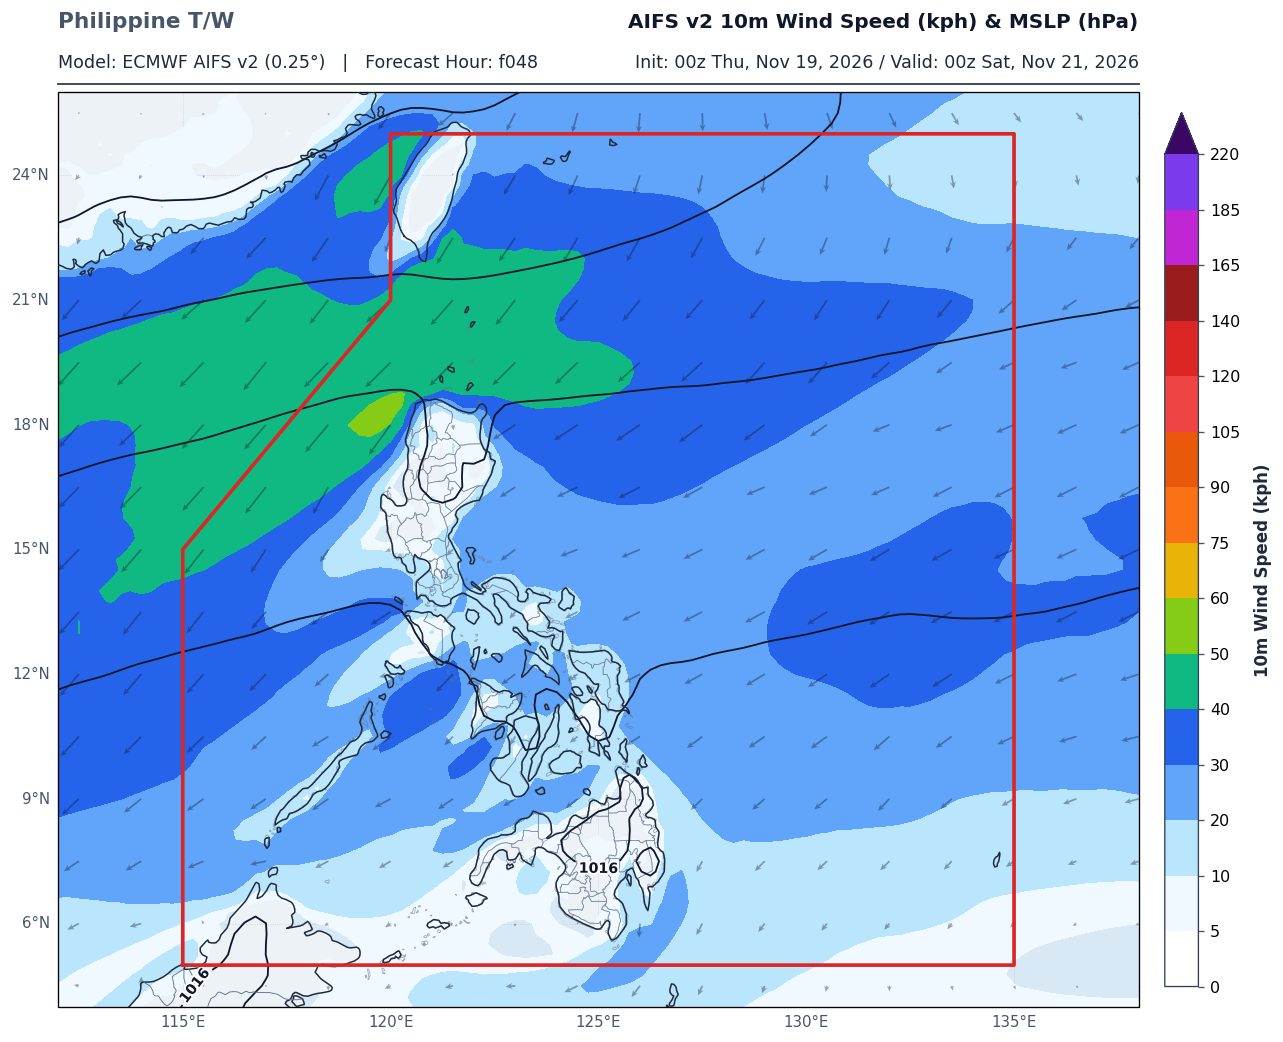 Philippine T/W
AIFS v2 10m Wind Speed (kph) & MSLP (hPa)
Model: ECMWF AIFS v2 (0.25°) | Forecast Hour: f048
Init: 00z Thu, Nov 19, 2026 / Valid: 00z Sat, Nov 21, 2026
24°N
21°N
18°N
15°N
12°N
9°N
6°N
1016
1016
115°E
120°E
125°E
130°E
135°E
220
185
165
140
120
105
90
75
60
50
40
30
20
10
5
0
10m Wind Speed (kph)